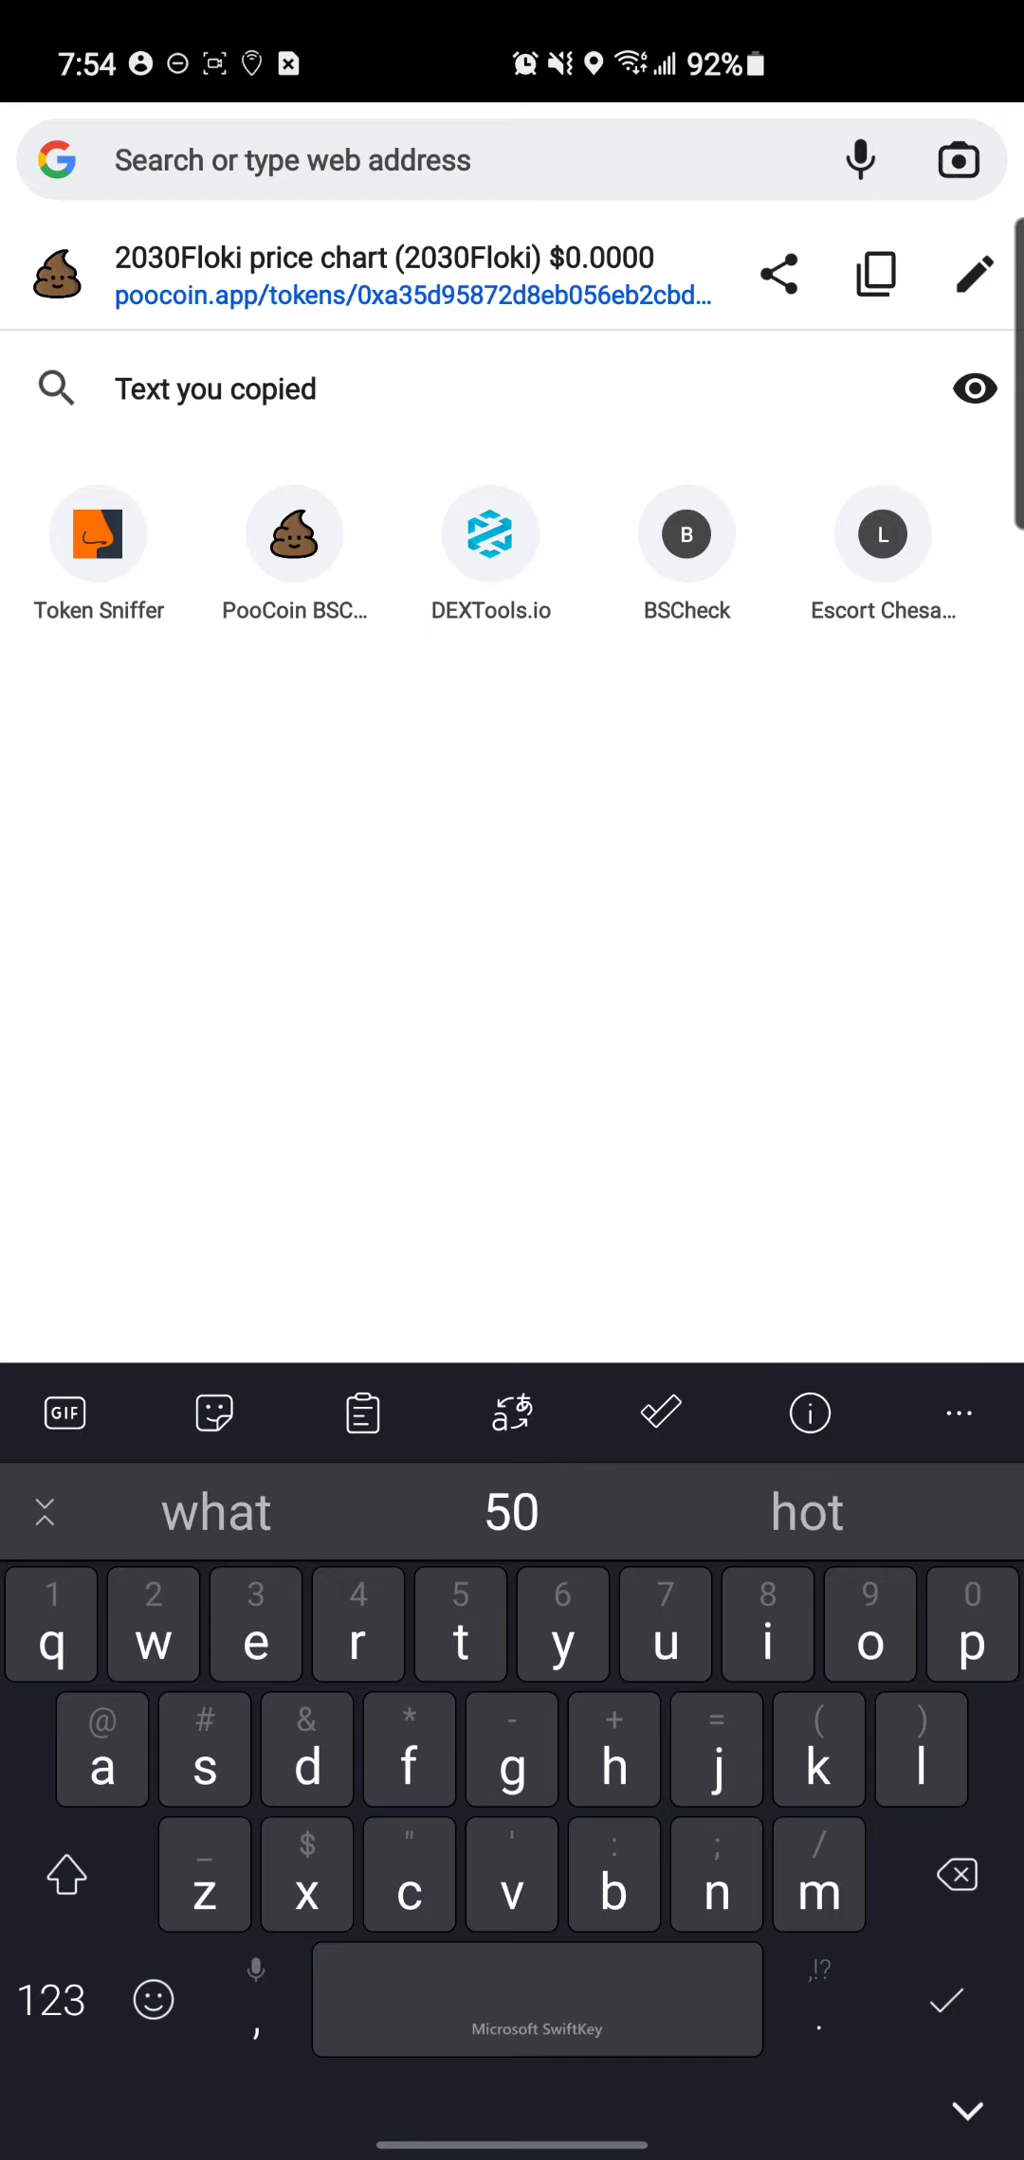 7:54 92%
Search or type web address
2030Floki price chart (2030Floki) $0.0000
poocoin.app/tokens/0xa35d95872d8eb056eb2cbd...
Text you copied
B L
Token Sniffer PooCoin BSC... DEXTools.io BSCheck Escort Chesa...
GIF aあ
what 50 hot
1 2 3 4 5 6 7 8 9 0
q w e r t y u i o p
@ # & * - + = ( )
a s d f g h j k l
_ $ " ' : ; /
z x c v b n m
123 , ,!? .
Microsoft SwiftKey